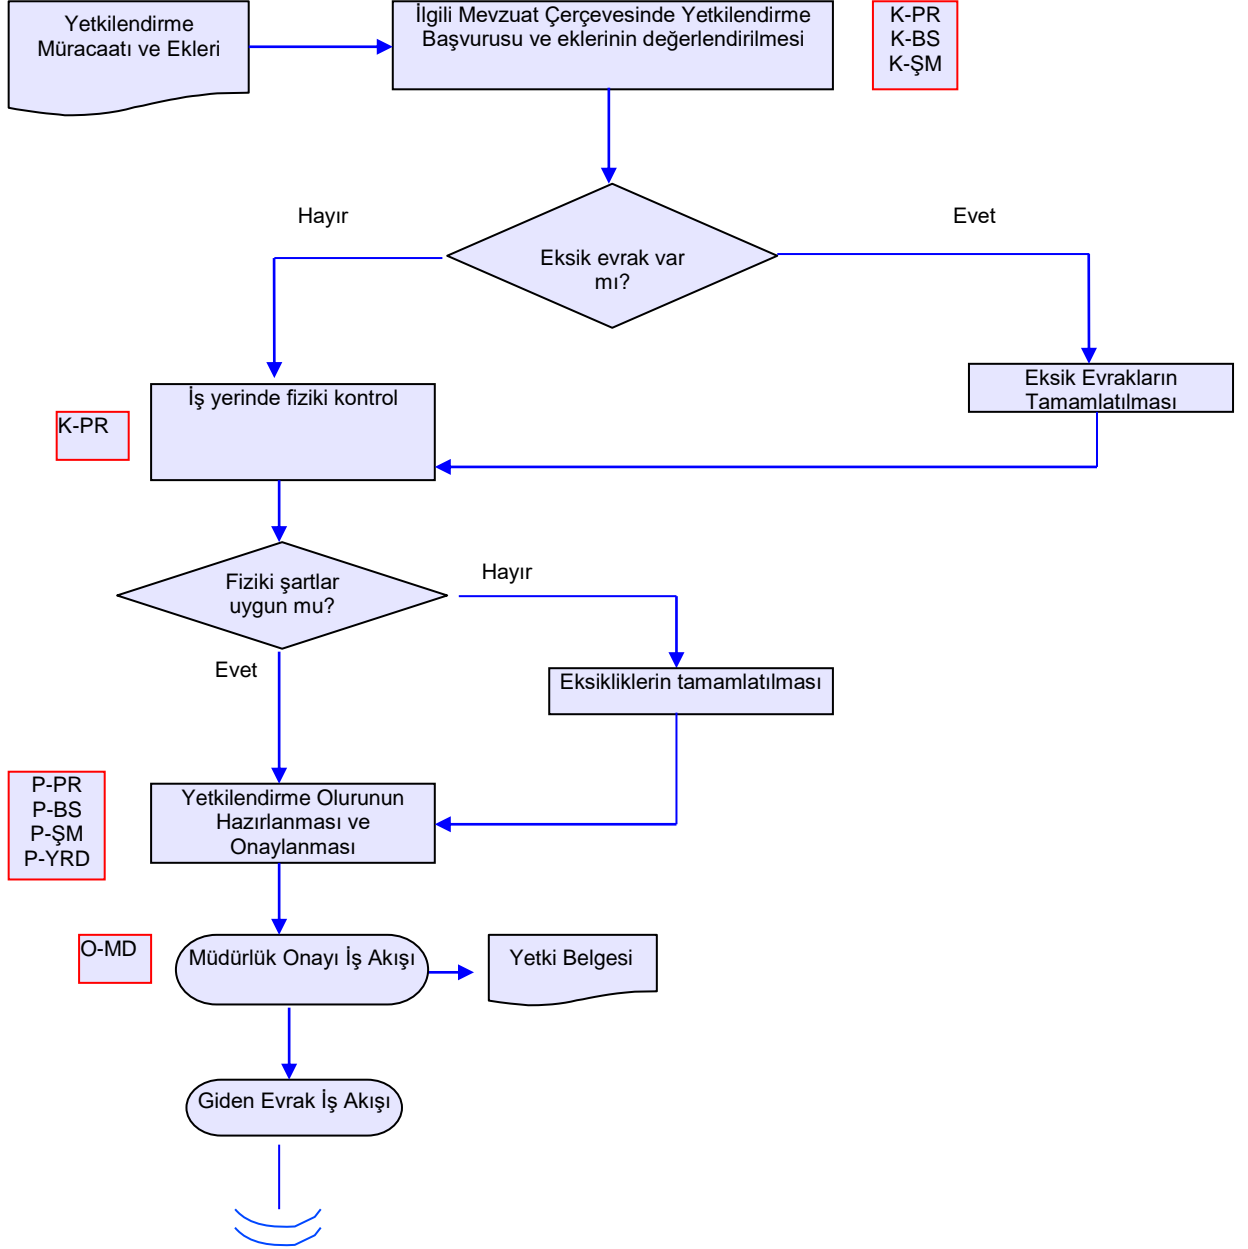 Yetkilendirme
Müracaatı ve Ekleri
İlgili Mevzuat Çerçevesinde Yetkilendirme
Başvurusu ve eklerinin değerlendirilmesi
K-PR
K-BS
K-ŞM
Hayır
Evet
Eksik evrak var
mı?
Eksik Evrakların
Tamamlatılması
İş yerinde fiziki kontrol
K-PR
Fiziki şartlar
uygun mu?
Hayır
Evet
Eksikliklerin tamamlatılması
P-PR
P-BS
P-ŞM
P-YRD
Yetkilendirme Olurunun
Hazırlanması ve
Onaylanması
O-MD
Müdürlük Onayı İş Akışı
Yetki Belgesi
Giden Evrak İş Akışı